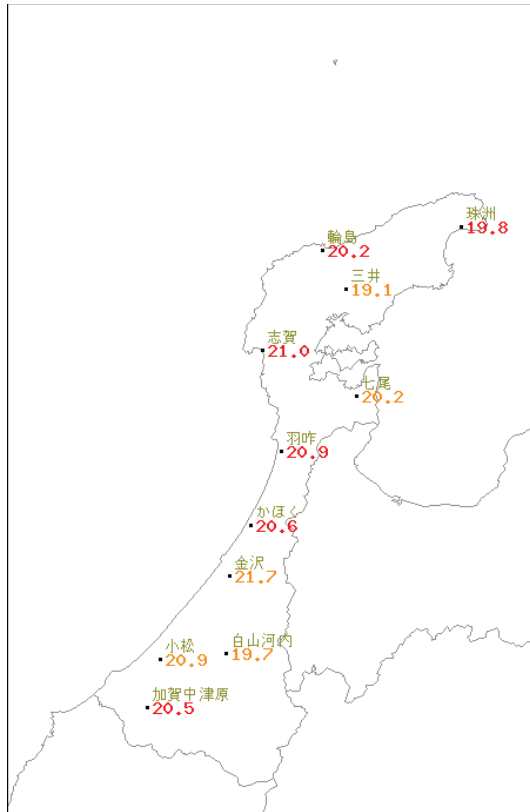 珠洲
19.8
輪島
20.2
三井
19.1
志賀
21.0
七尾
20.2
羽咋
20.9
かほく
20.6
金沢
21.7
白山河内
19.7
小松
20.9
加賀中津原
20.5